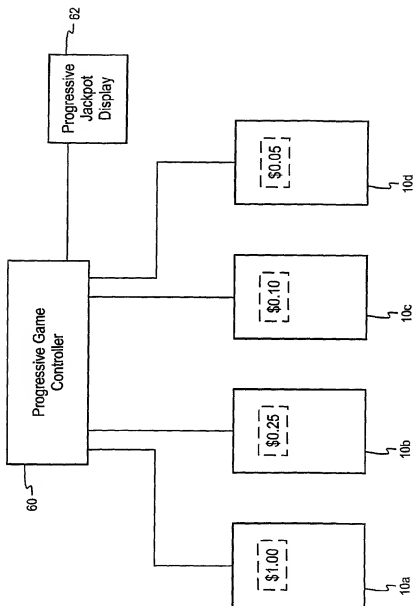 Progressive
Jackpot
Display
62
Progressive Game
Controller
60
$1.00
$0.25
$0.10
$0.05
10a
10b
10c
10d